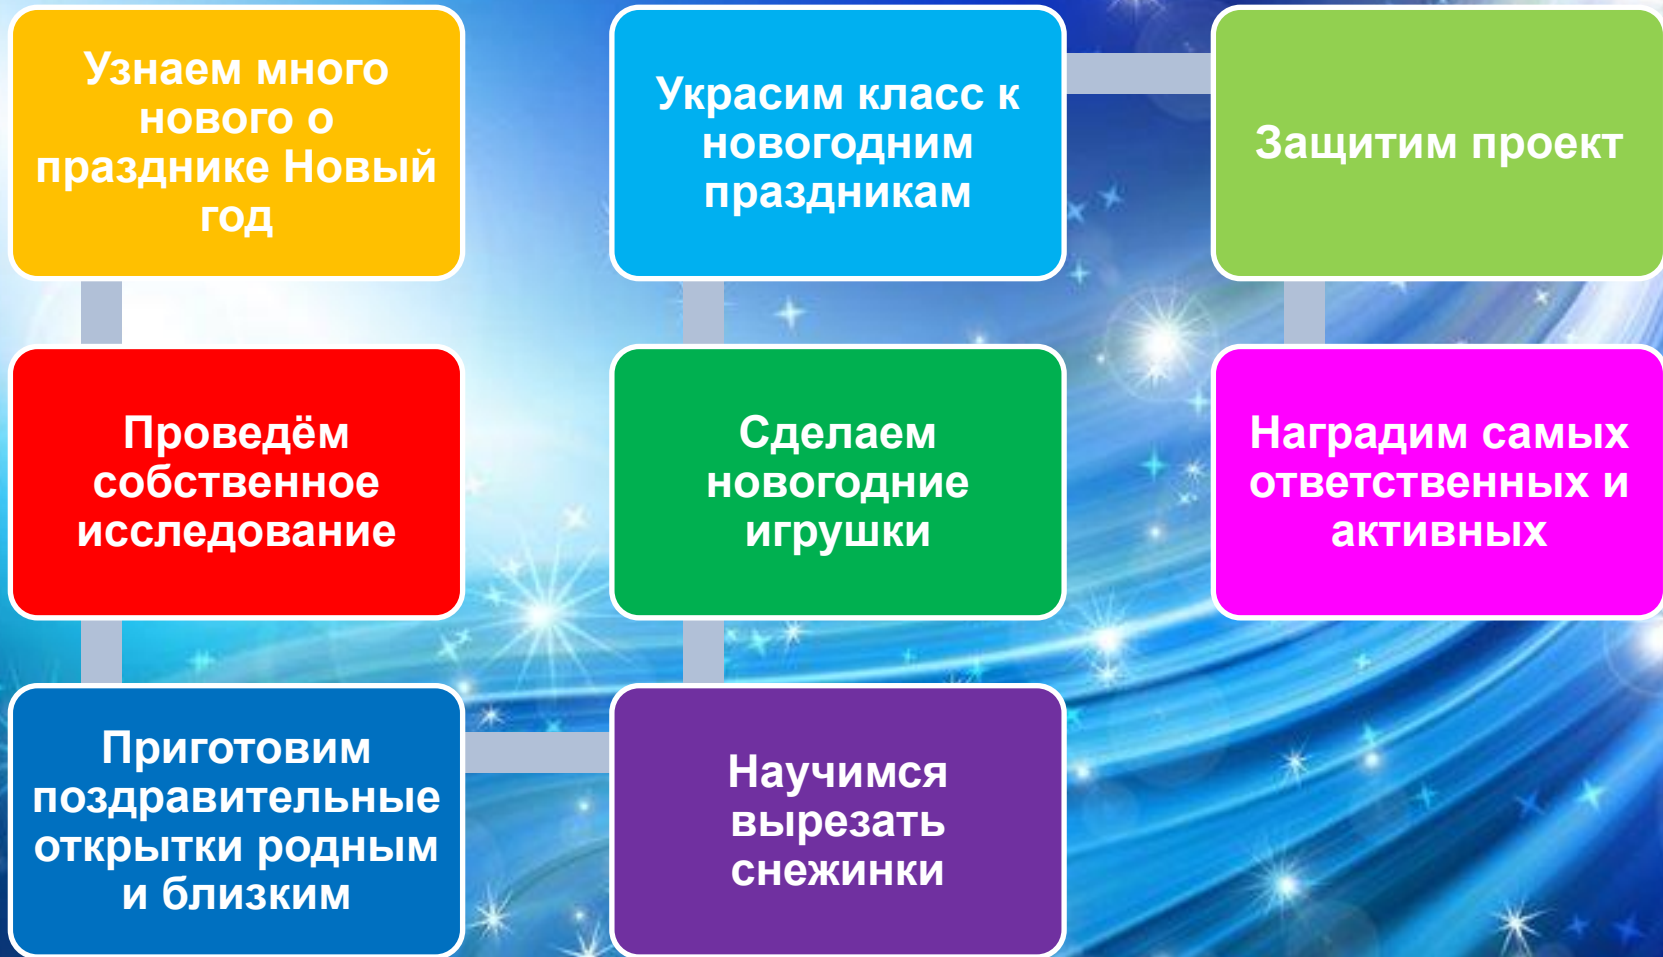 Узнаем много
нового о
празднике Новый
год
Проведём
собственное
исследование
Приготовим
поздравительные
открытки родным
и близким
Научимся
вырезать
снежинки
Сделаем
новогодние
игрушки
Украсим класс к
новогодним
праздникам
Защитим проект
Наградим самых
ответственных и
активных